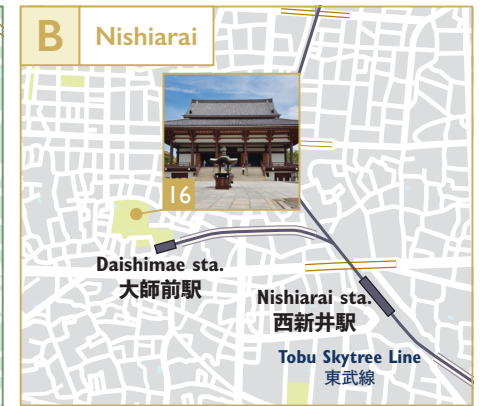 B
Nishiarai
16
Daishimae sta.
大師前駅
Nishiarai sta.
西新井駅
Tobu Skytree Line
東武線